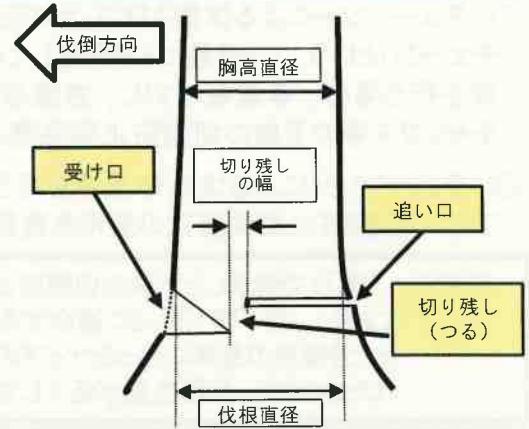 伐倒方向
胸高直径
切り残し
の幅
受け口
追い口
切り残し
（つる）
伐根直径